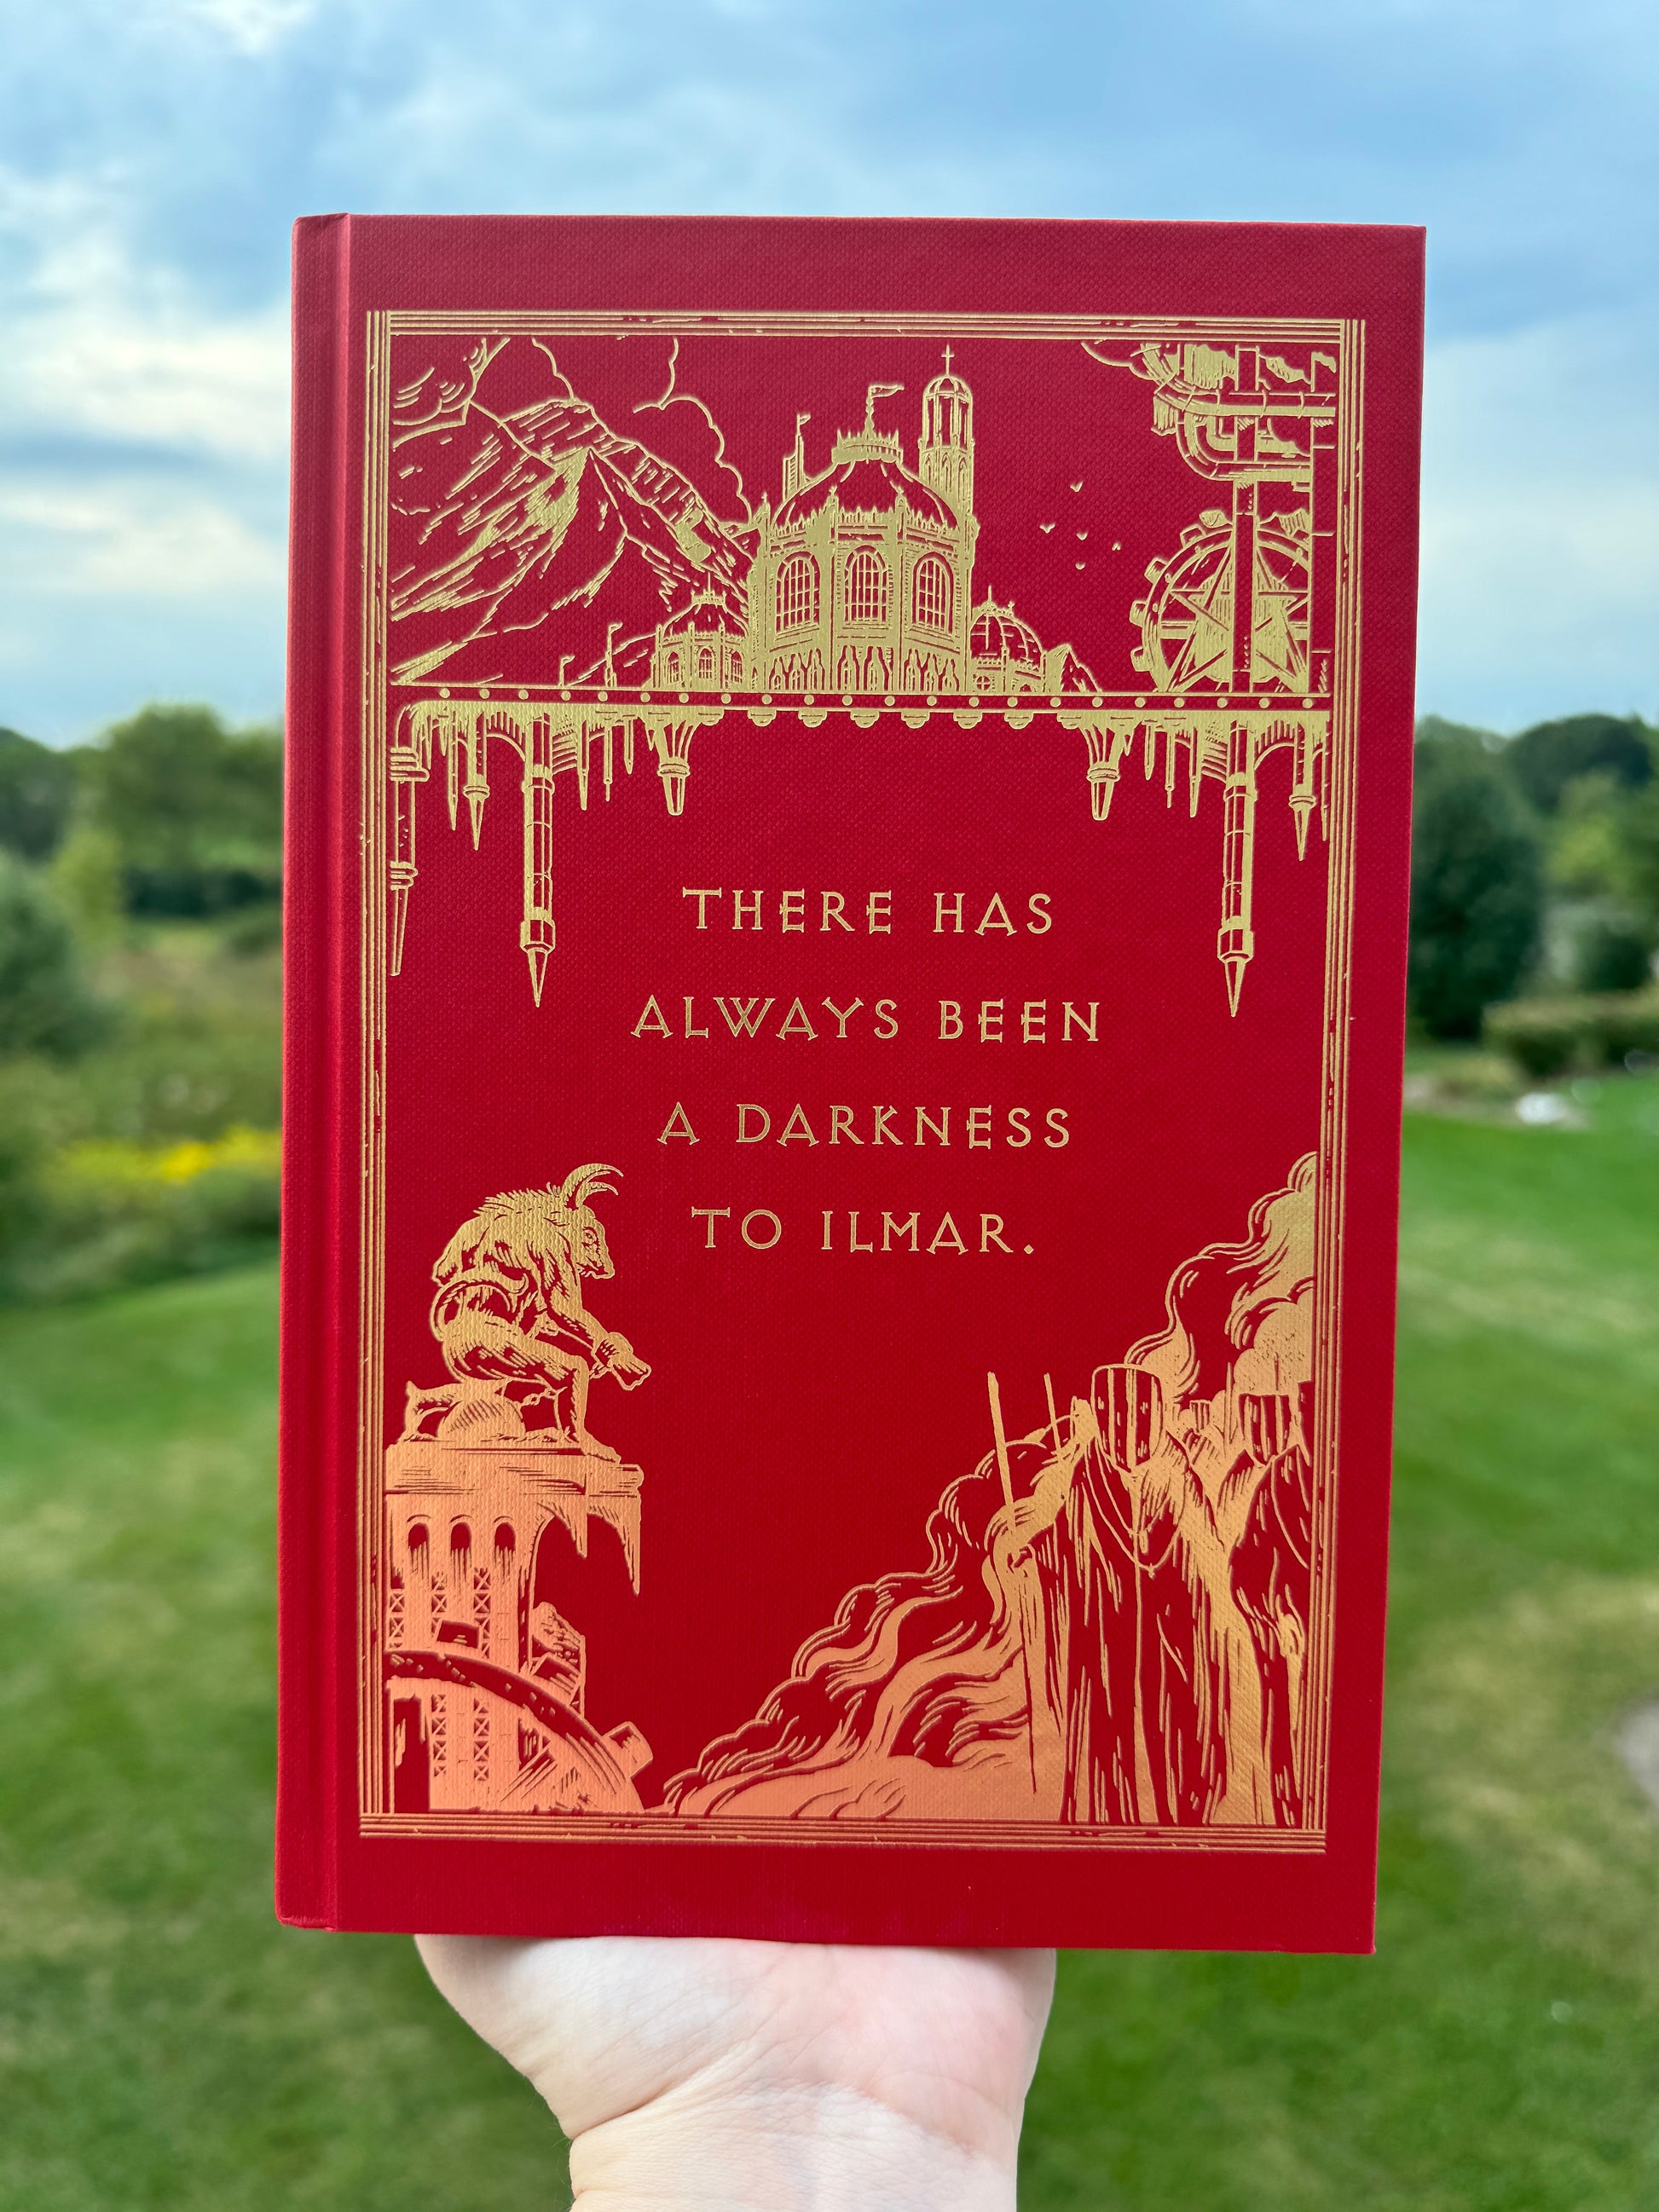 THERE HAS
ALWAYS BEEN
A DARKNESS
TO ILMAR.